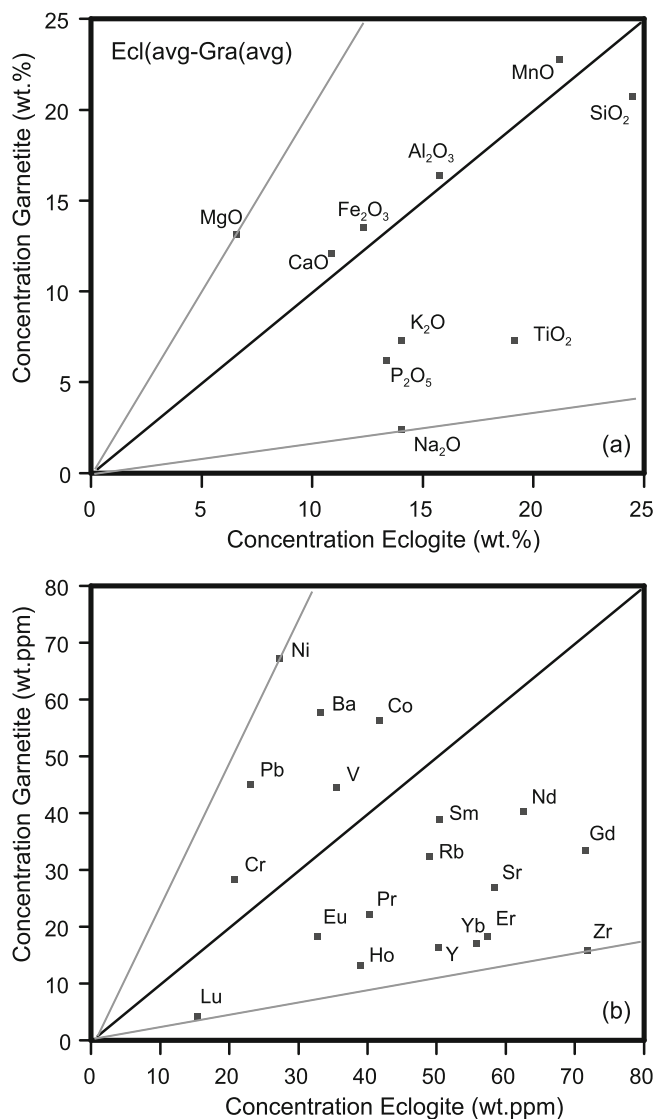 Ecl(avg-Gra(avg)
Concentration Garnetite (wt.%)
25
20
15
10
5
0
MnO
SiO₂
Al₂O₃
MgO
Fe₂O₃
CaO
K₂O
TiO₂
P₂O₅
Na₂O
(a)
0 5 10 15 20 25
Concentration Eclogite (wt.%)
Concentration Garnetite (wt.ppm)
80
70
60
50
40
30
20
10
0
Ni
Ba Co
Pb V
Nd
Sm
Gd
Rb
Cr
Sr
Pr
Eu Yb Er
Zr
Ho Y
Lu
(b)
0 10 20 30 40 50 60 70 80
Concentration Eclogite (wt.ppm)